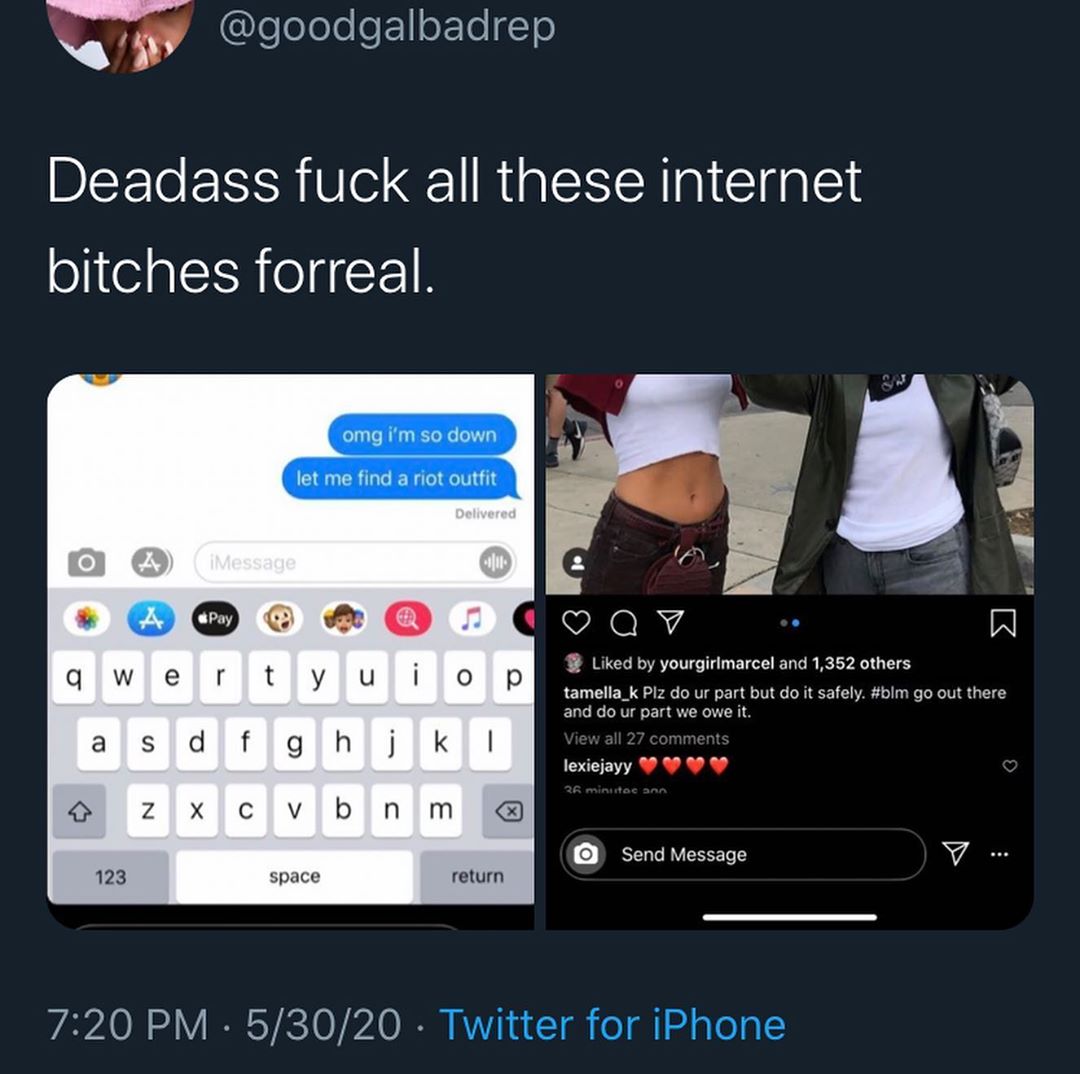 @goodgalbadrep
Deadass fuck all these internet
bitches forreal.
omg i'm so down
let me find a riot outfit
Delivered
iMessage
Pay
q w e r t y u i o p
a s d f g h j k l
z x c v b n m
123 space return
Liked by yourgirlmarcel and 1,352 others
tamella_k Plz do ur part but do it safely. #blm go out there
and do ur part we owe it.
View all 27 comments
lexiejayy ❤️❤️❤️❤️
36 minutes ago
Send Message
7:20 PM · 5/30/20 · Twitter for iPhone